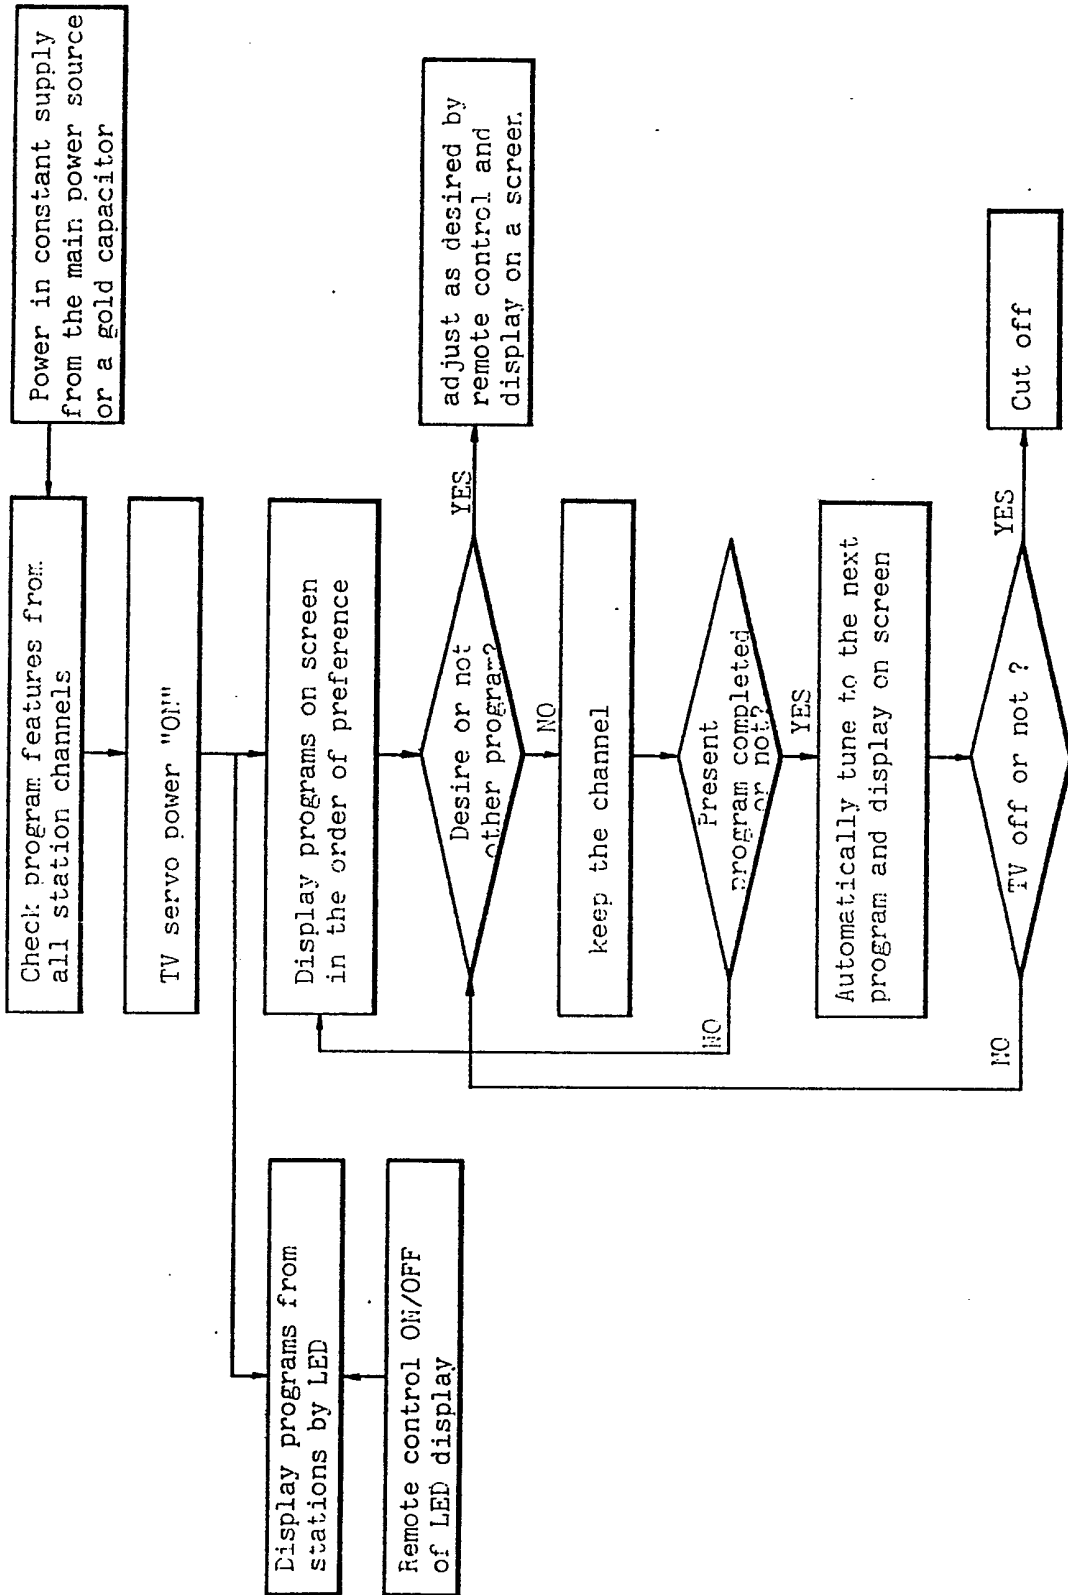 Power in constant supply
from the main power source
or a gold capacitor
Check program features from
all station channels
TV servo power "ON"
Display programs on screen
in the order of preference
Desire or not
other program?
YES
adjust as desired by
remote control and
display on a screen.
NO
keep the channel
Present
program completed
or not?
NO
YES
Automatically tune to the next
program and display on screen
TV off or not ?
NO
YES
Cut off
Display programs from
stations by LED
Remote control ON/OFF
of LED display